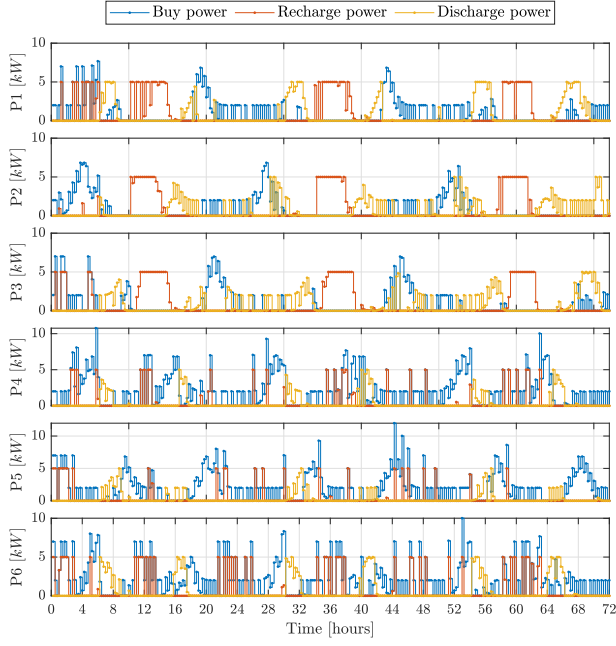 Buy power Recharge power Discharge power
10
P1 [kW] 5
0
10
P2 [kW] 5
0
10
P3 [kW] 5
0
10
P4 [kW] 5
0
10
P5 [kW] 5
0
10
P6 [kW] 5
0
0 4 8 12 16 20 24 28 32 36 40 44 48 52 56 60 64 68 72
Time [hours]